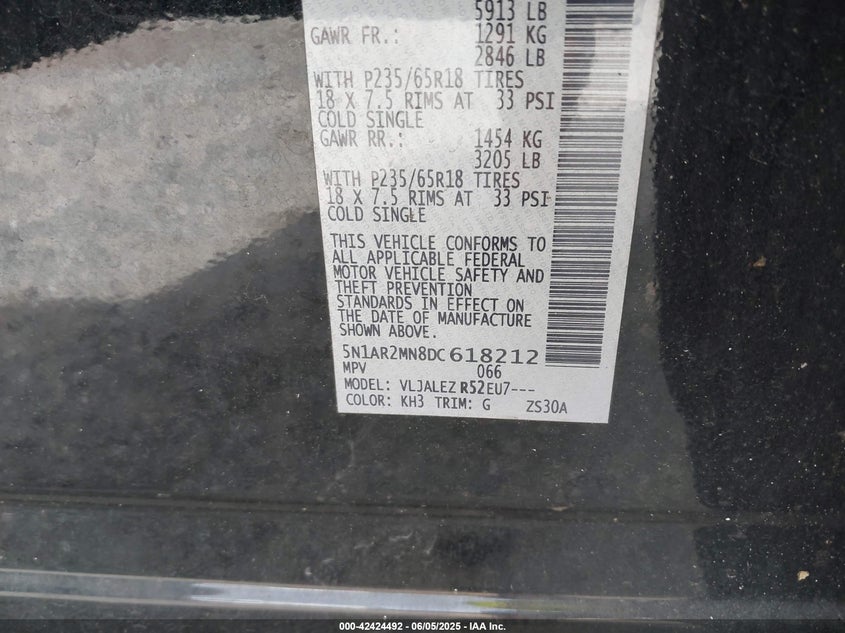 5913 LB
GAWR FR.: 1291 KG
2846 LB
WITH P235/65R18 TIRES
18 X 7.5 RIMS AT 33 PSI
COLD SINGLE
GAWR RR.: 1454 KG
3205 LB
WITH P235/65R18 TIRES
18 X 7.5 RIMS AT 33 PSI
COLD SINGLE
THIS VEHICLE CONFORMS TO
ALL APPLICABLE FEDERAL
MOTOR VEHICLE SAFETY AND
THEFT PREVENTION
STANDARDS IN EFFECT ON
THE DATE OF MANUFACTURE
SHOWN ABOVE.
5N1AR2MN8DC618212
MPV 066
MODEL: VLJALEZR52EU7---
COLOR: KH3 TRIM: G ZS30A
000-42424492 - 06/05/2025 - IAA Inc.